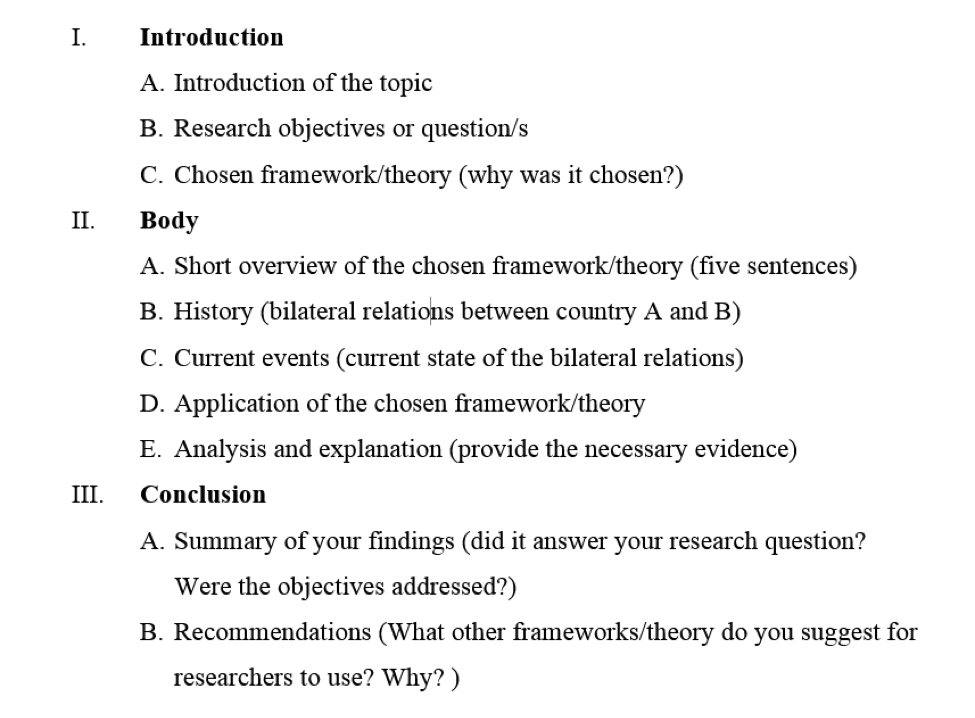 I. Introduction
A. Introduction of the topic
B. Research objectives or question/s
C. Chosen framework/theory (why was it chosen?)
II. Body
A. Short overview of the chosen framework/theory (five sentences)
B. History (bilateral relations between country A and B)
C. Current events (current state of the bilateral relations)
D. Application of the chosen framework/theory
E. Analysis and explanation (provide the necessary evidence)
III. Conclusion
A. Summary of your findings (did it answer your research question?
Were the objectives addressed?)
B. Recommendations (What other frameworks/theory do you suggest for
researchers to use? Why? )